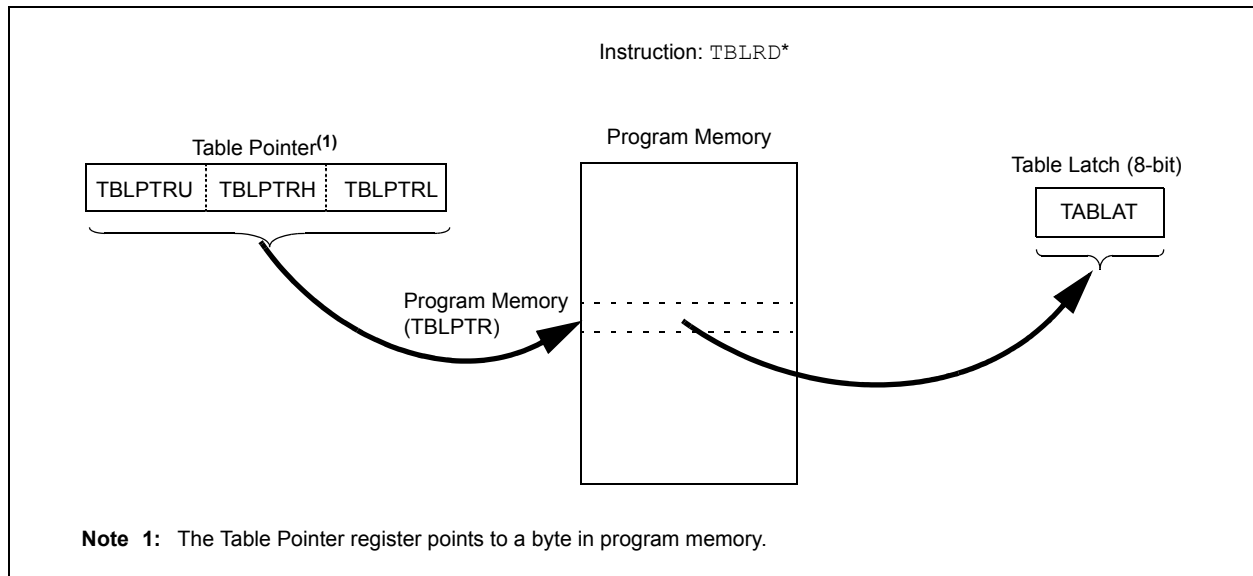 Instruction: TBLRD*
Table Pointer(1)
TBLPTRU TBLPTRH TBLPTRL
Program Memory
Table Latch (8-bit)
TABLAT
Program Memory
(TBLPTR)
Note 1: The Table Pointer register points to a byte in program memory.